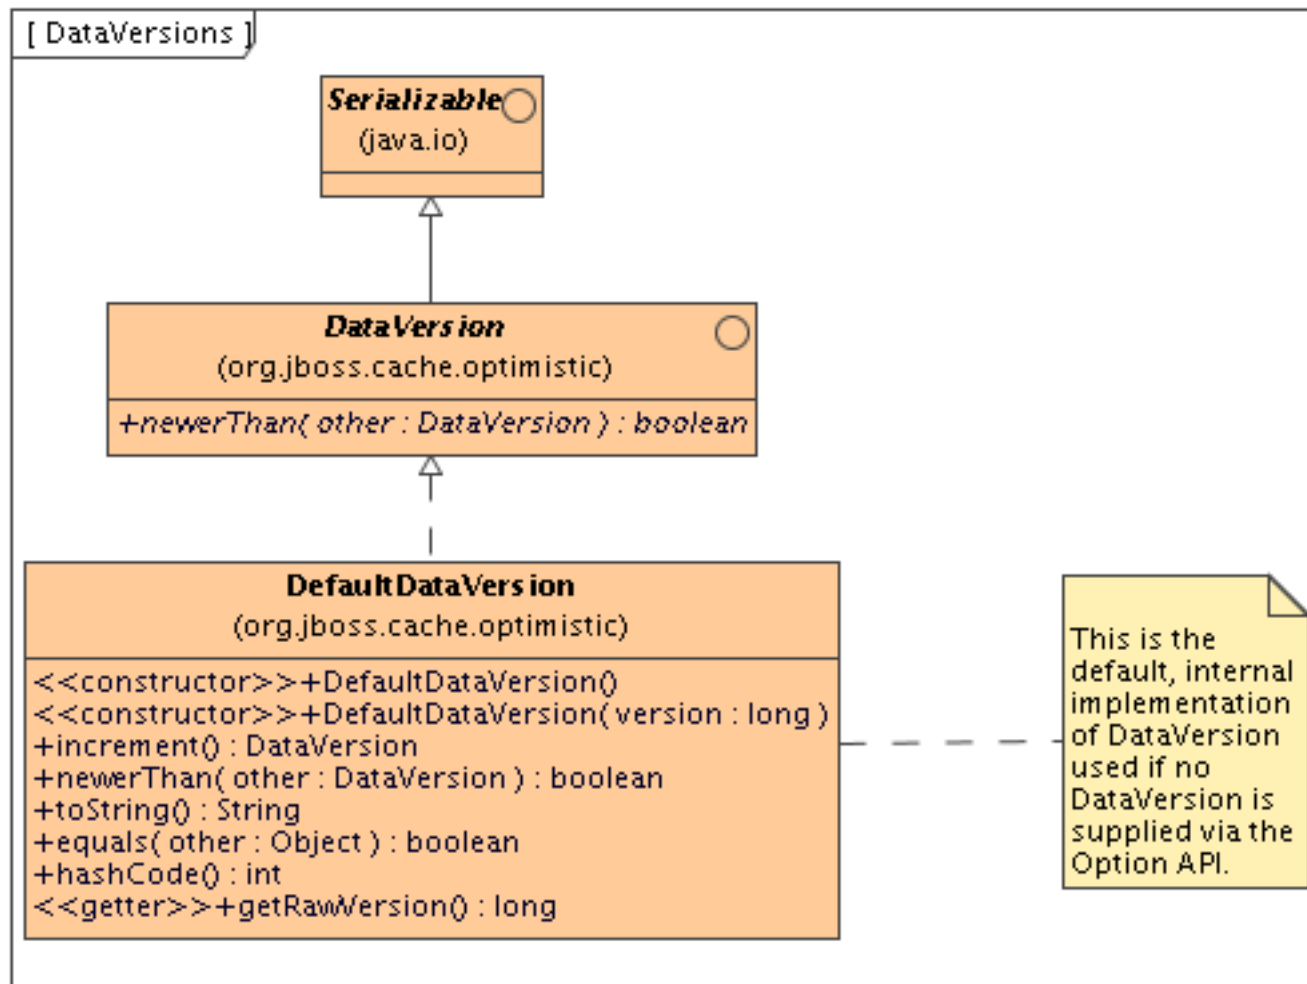 [ DataVersions ]
Serializable
(java.io)
DataVersion
(org.jboss.cache.optimistic)
+newerThan( other : DataVersion ) : boolean
DefaultDataVersion
(org.jboss.cache.optimistic)
<<constructor>>+DefaultDataVersion()
<<constructor>>+DefaultDataVersion( version : long )
+increment() : DataVersion
+newerThan( other : DataVersion ) : boolean
+toString() : String
+equals( other : Object ) : boolean
+hashCode() : int
<<getter>>+getRawVersion() : long
This is the
default, internal
implementation
of DataVersion
used if no
DataVersion is
supplied via the
Option API.